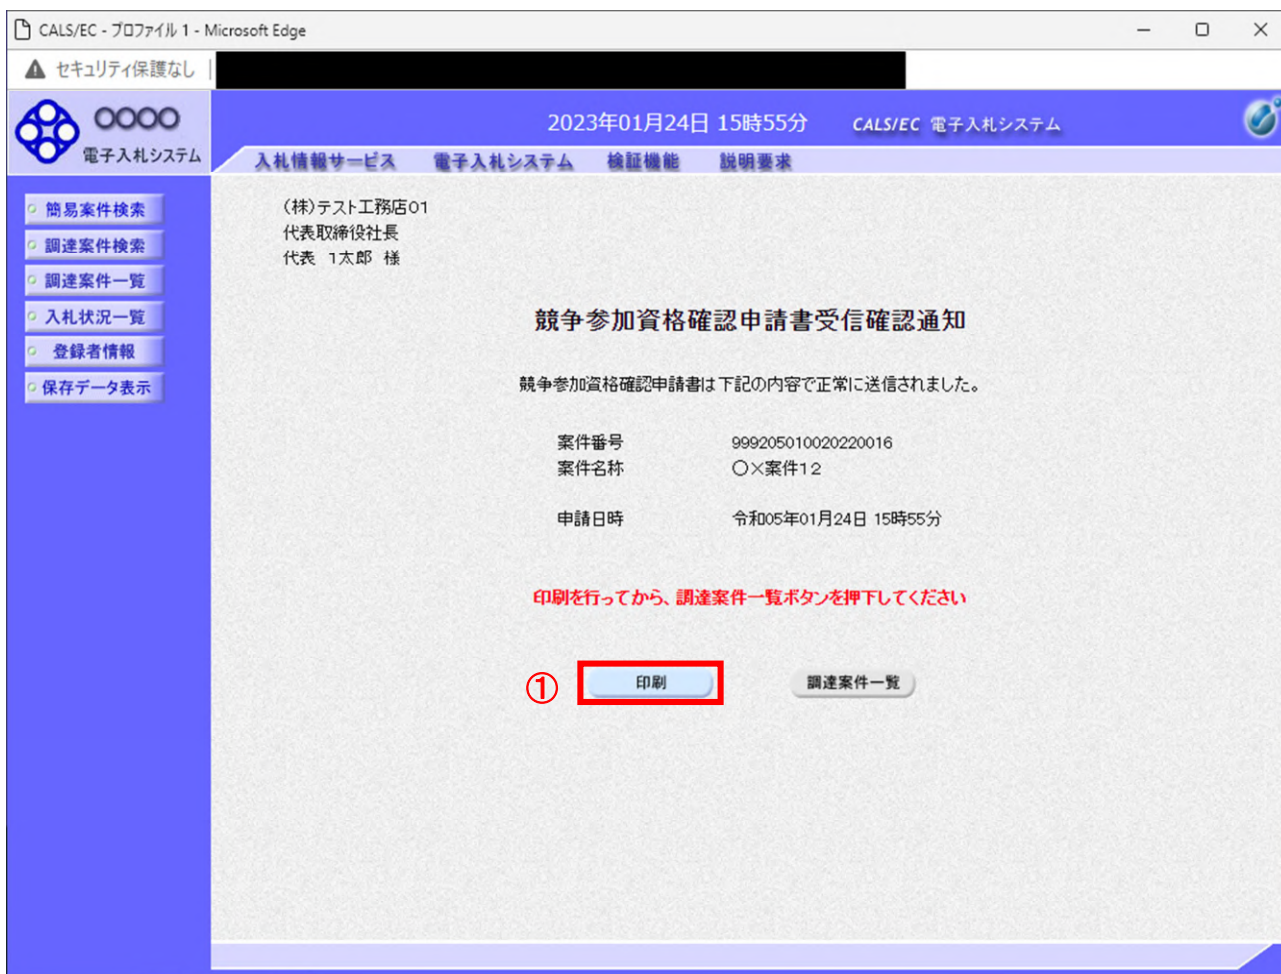 CALS/EC - プロファイル 1 - Microsoft Edge
セキュリティ保護なし
〇〇〇〇
電子入札システム
2023年01月24日 15時55分
CALS/EC 電子入札システム
入札情報サービス
電子入札システム
検証機能
説明要求
簡易案件検索
調達案件検索
調達案件一覧
入札状況一覧
登録者情報
保存データ表示
(株)テスト工務店01
代表取締役社長
代表 1太郎 様
競争参加資格確認申請書受信確認通知
競争参加資格確認申請書は下記の内容で正常に送信されました。
案件番号 999205010020220016
案件名称 〇×案件12
申請日時 令和05年01月24日 15時55分
印刷を行ってから、調達案件一覧ボタンを押下してください
① 印刷 調達案件一覧